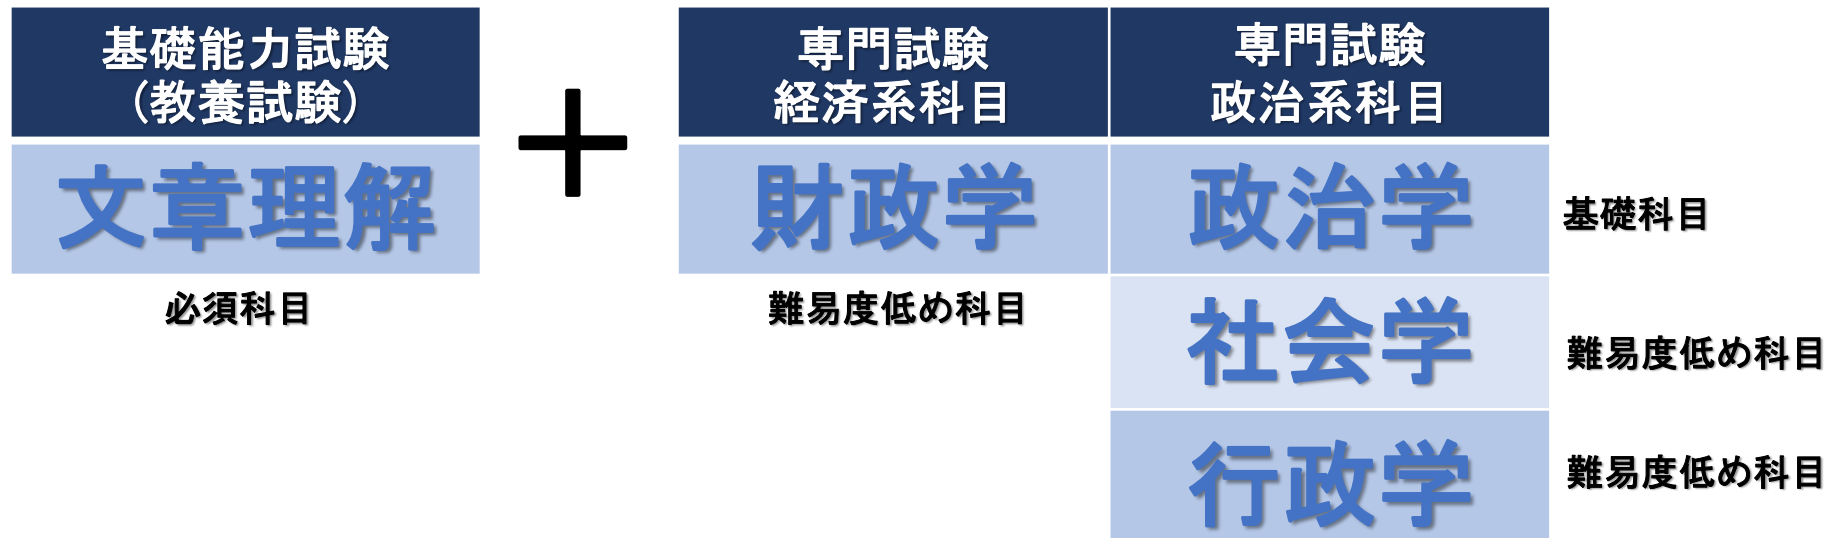 基礎能力試験
（教養試験）
文章理解
必須科目
＋
専門試験
経済系科目
財政学
難易度低め科目
専門試験
政治系科目
政治学
基礎科目
社会学
難易度低め科目
行政学
難易度低め科目